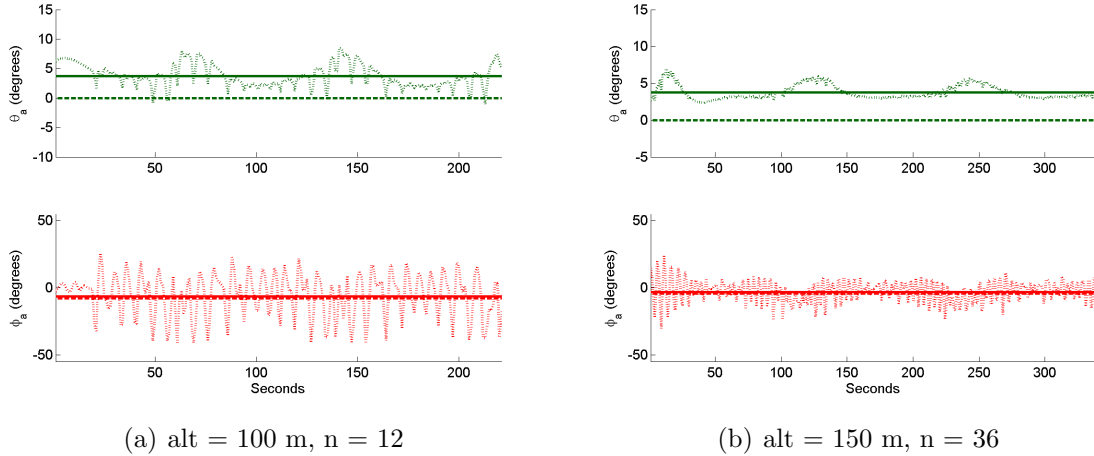 15
10
5
0
-5
-10
θa (degrees)
50 100 150 200
50
0
-50
ϕa (degrees)
50 100 150 200
Seconds
(a) alt = 100 m, n = 12
15
10
5
0
-5
θa (degrees)
50 100 150 200 250 300
50
0
-50
ϕa (degrees)
50 100 150 200 250 300
Seconds
(b) alt = 150 m, n = 36